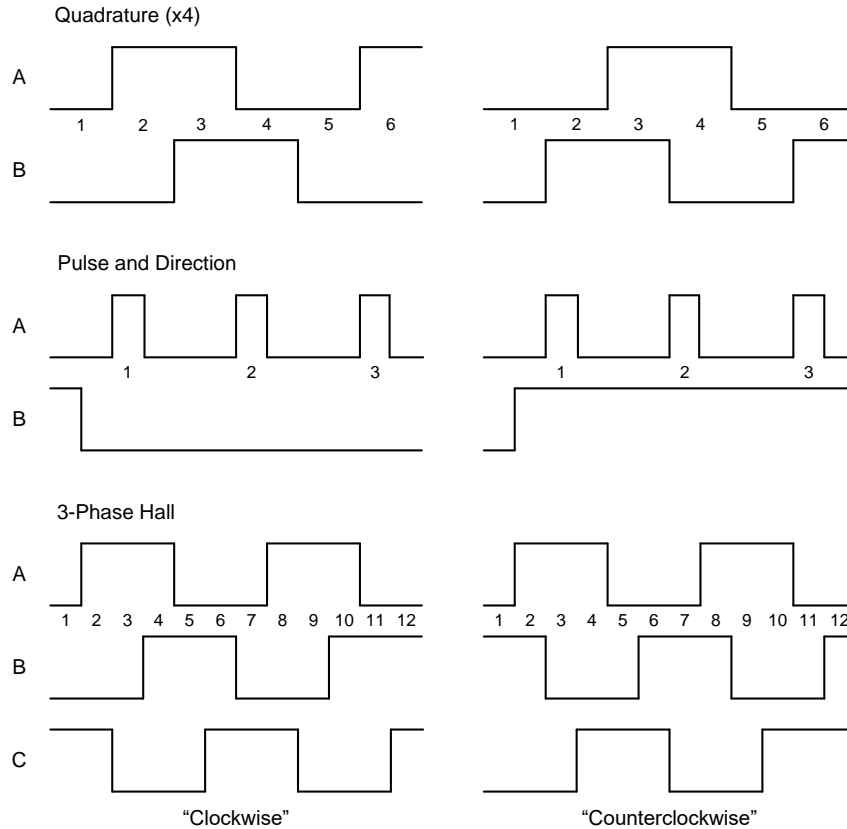 Quadrature (x4)
A
1 2 3 4 5 6
1 2 3 4 5 6
B
Pulse and Direction
A
1 2 3
1 2 3
B
3-Phase Hall
A
1 2 3 4 5 6 7 8 9 10 11 12
1 2 3 4 5 6 7 8 9 10 11 12
B
C
“Clockwise”
“Counterclockwise”